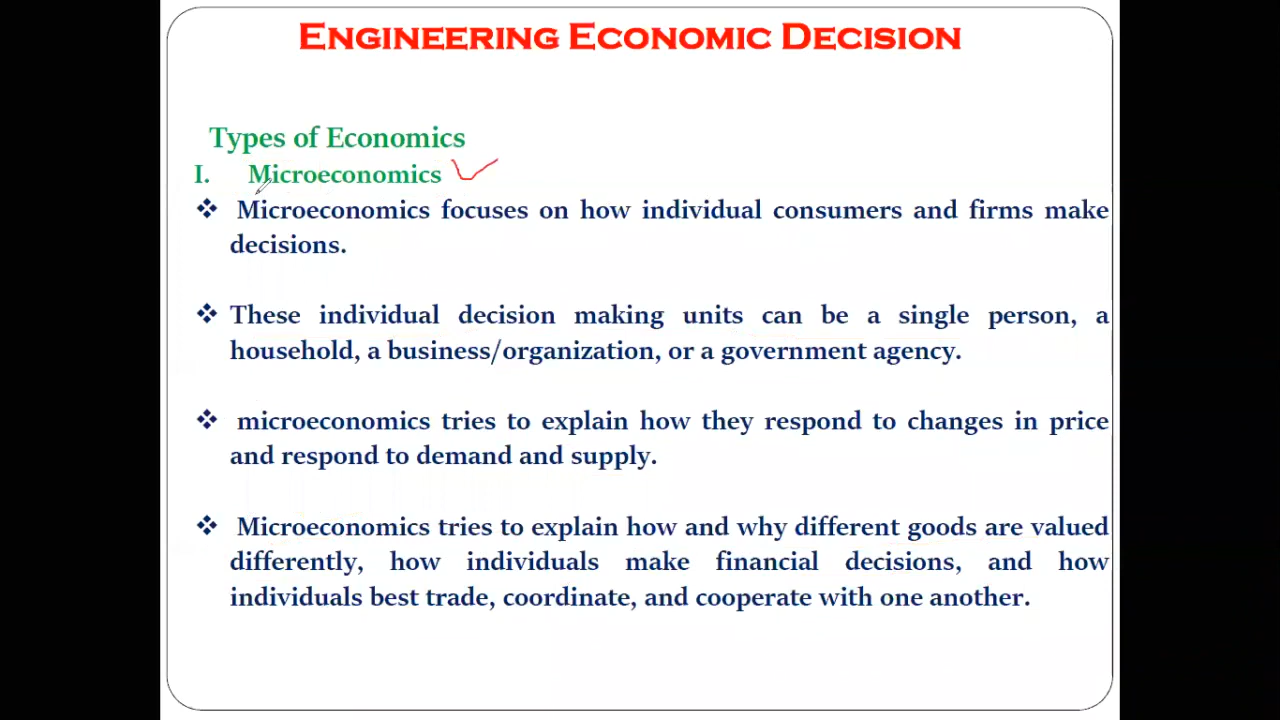 ENGINEERING ECONOMIC DECISION
Types of Economics
I. Microeconomics
❖ Microeconomics focuses on how individual consumers and firms make
decisions.
❖ These individual decision making units can be a single person, a
household, a business/organization, or a government agency.
❖ microeconomics tries to explain how they respond to changes in price
and respond to demand and supply.
❖ Microeconomics tries to explain how and why different goods are valued
differently, how individuals make financial decisions, and how
individuals best trade, coordinate, and cooperate with one another.